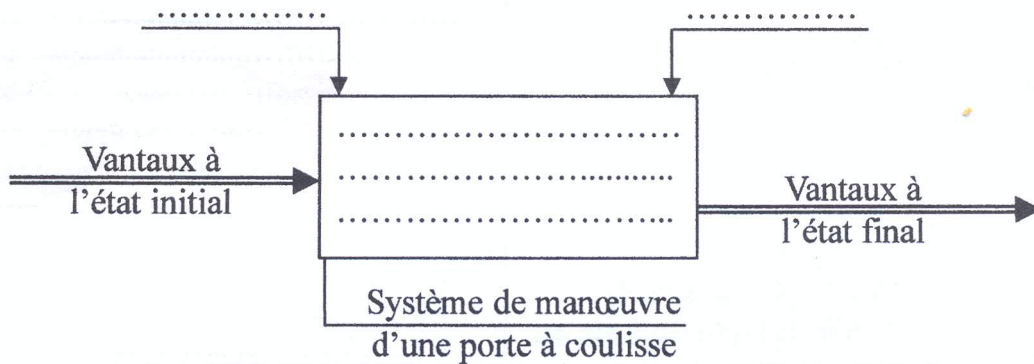 ....................
....................
........................................
........................................
........................................
Vantaux à
l'état initial
Vantaux à
l'état final
Système de manœuvre
d'une porte à coulisse